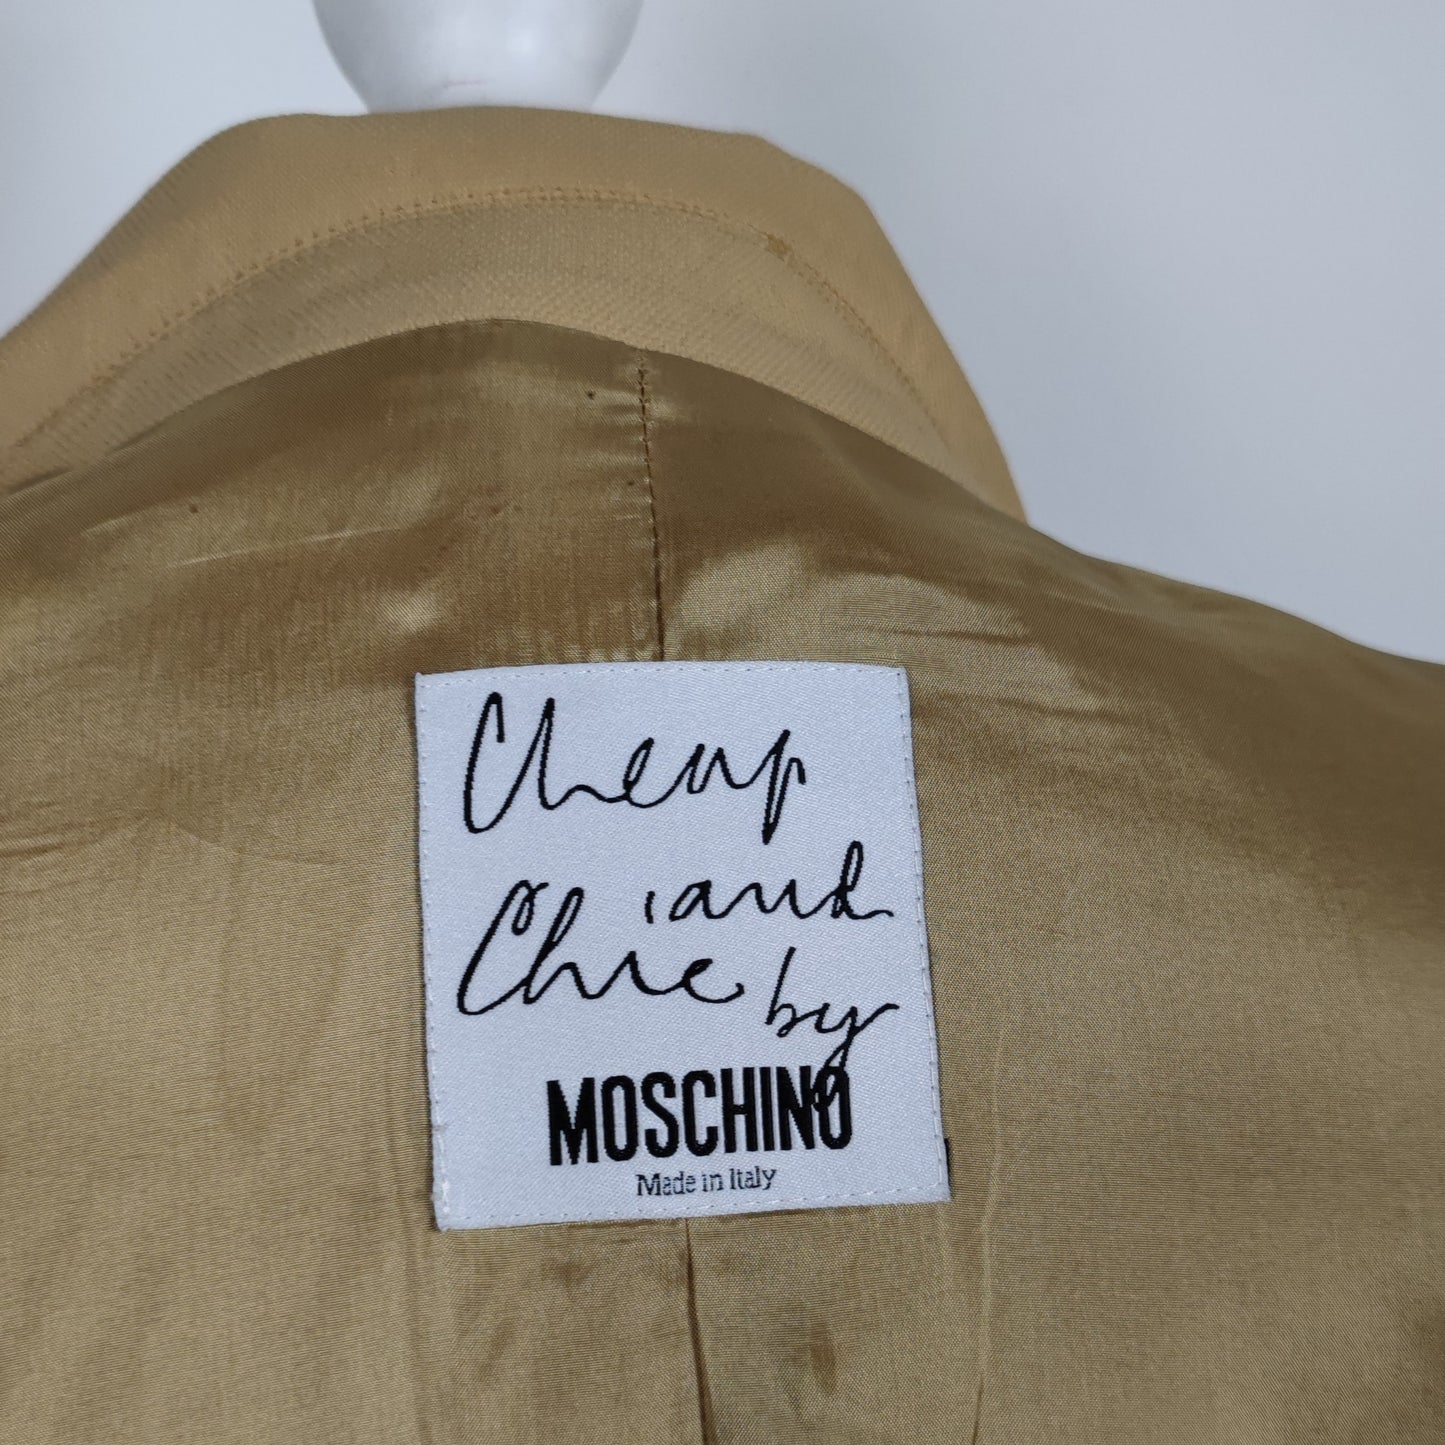 Cheap
and
Chic by
MOSCHINO
Made in Italy